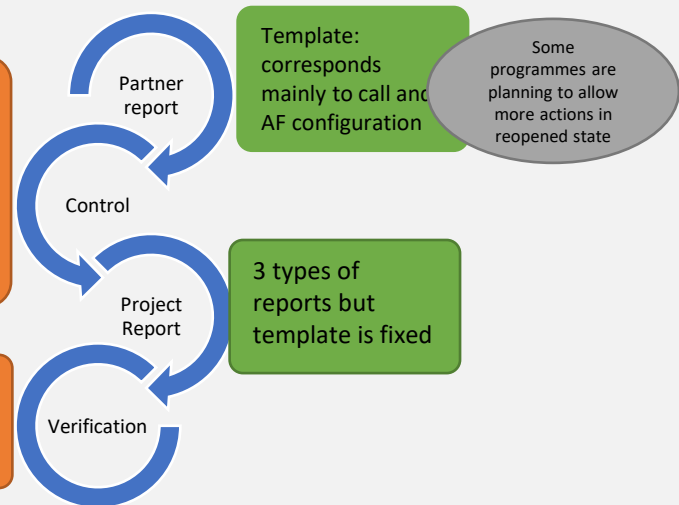 Partner
report
Template:
corresponds
mainly to call and
AF configuration
Some
programmes are
planning to allow
more actions in
reopened state
Control
Project
Report
3 types of
reports but
template is fixed
Verification